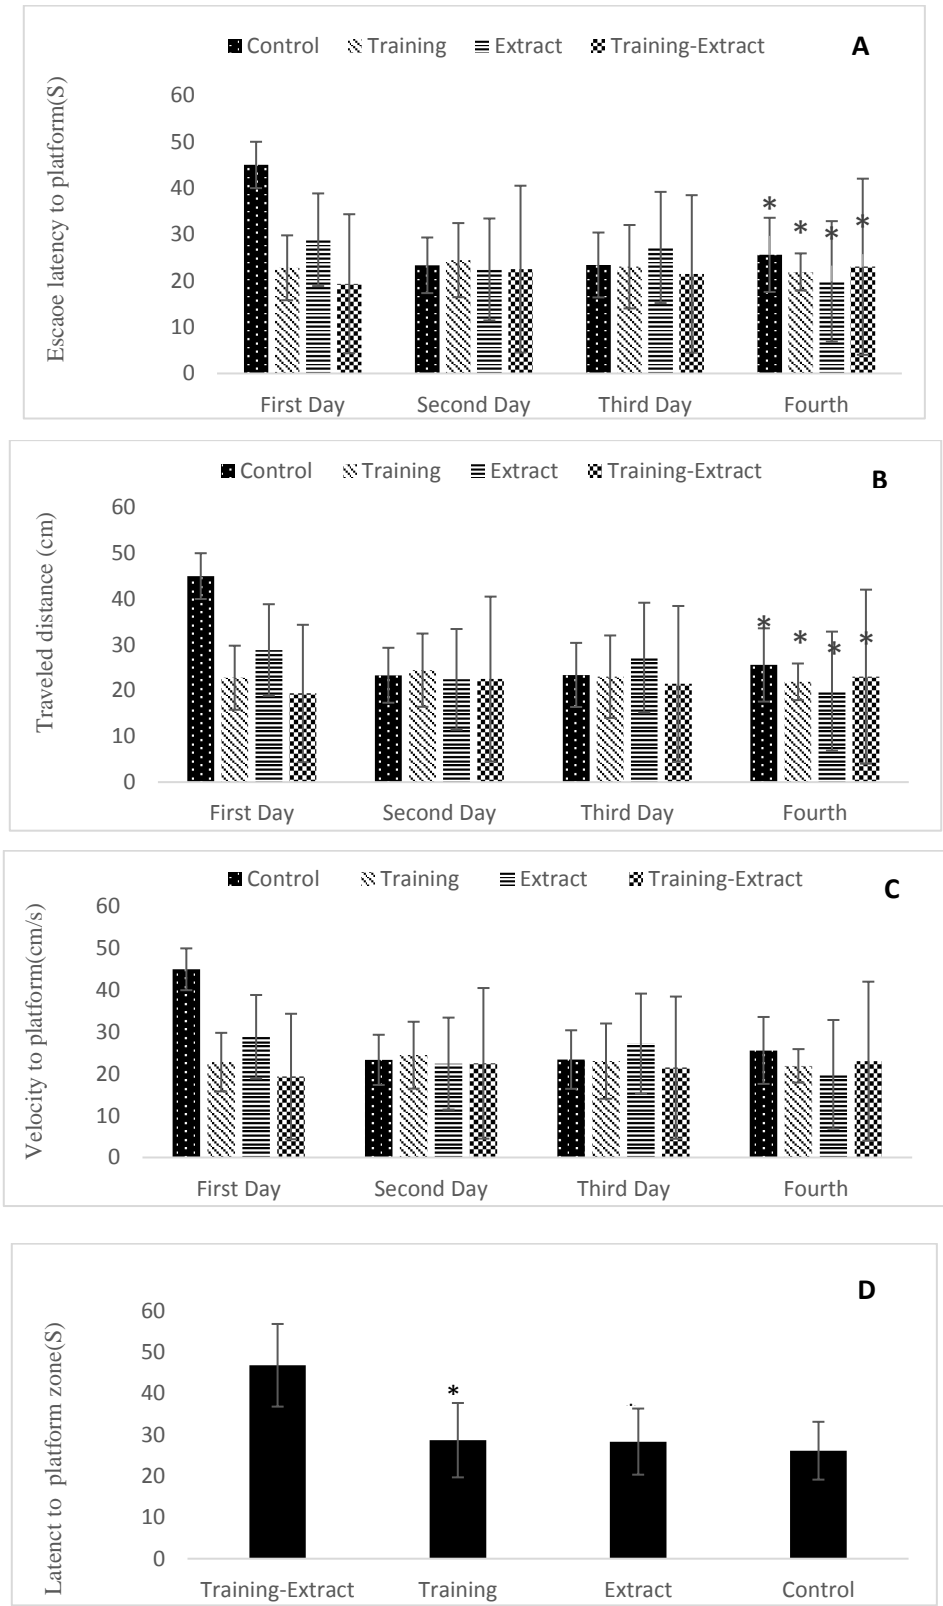 Control Training Extract Training-Extract A
Escaoe latency to platform(S)
60
50
40
30
20
10
0
* * * *
First Day Second Day Third Day Fourth
Control Training Extract Training-Extract B
Traveled distance (cm)
60
50
40
30
20
10
0
* * * *
First Day Second Day Third Day Fourth
Control Training Extract Training-Extract C
Velocity to platform(cm/s)
60
50
40
30
20
10
0
First Day Second Day Third Day Fourth
D
Latenct to platform zone(S)
60
50
40
30
20
10
0
*
Training-Extract Training Extract Control